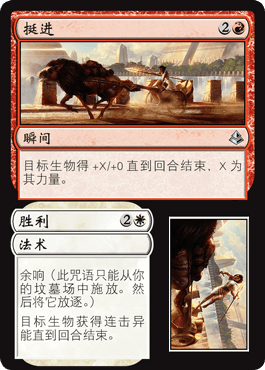 挺进 2
瞬间
目标生物得 +X/+0 直到回合结束，X 为
其力量。
胜利 2
法术
余响（此咒语只能从你
的坟墓场中施放。然
后将它放逐。）
目标生物获得连击异
能直到回合结束。